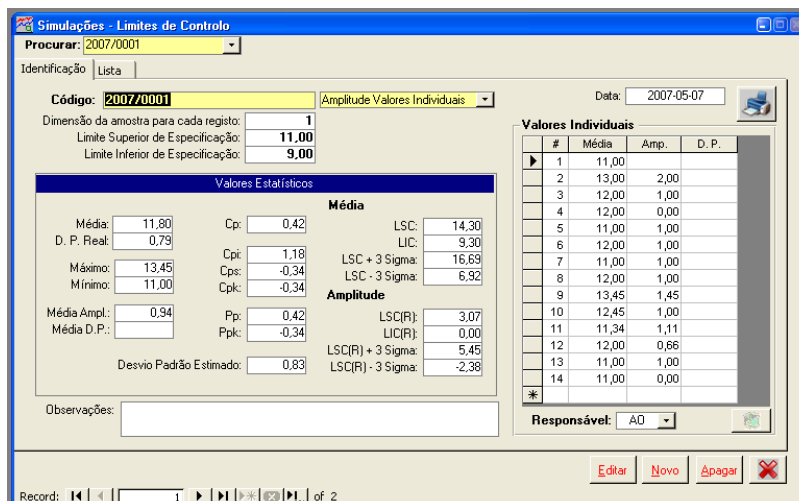 Simulações - Limites de Controlo
Procurar: 2007/0001
Identificação Lista
Código: 2007/0001 Amplitude Valores Individuais
Data: 2007-05-07
Dimensão da amostra para cada registo: 1
Limite Superior de Especificação: 11,00
Limite Inferior de Especificação: 9,00
Valores Estatísticos
Média
Média: 11,80 Cp: 0,42 LSC: 14,30
D. P. Real: 0,79 LIC: 9,30
Cpi: 1,18 LSC + 3 Sigma: 16,69
Máximo: 13,45 Cps: -0,34 LSC - 3 Sigma: 6,92
Mínimo: 11,00 Cpk: -0,34
Amplitude
Média Ampl.: 0,94 Pp: 0,42 LSC(R): 3,07
Média D.P.: Ppk: -0,34 LIC(R): 0,00
LSC(R) + 3 Sigma: 5,45
Desvio Padrão Estimado: 0,83 LSC(R) - 3 Sigma: -2,38
Observações:
Valores Individuais
# Média Amp. D. P.
1 11,00
2 13,00 2,00
3 12,00 1,00
4 12,00 0,00
5 11,00 1,00
6 12,00 1,00
7 11,00 1,00
8 12,00 1,00
9 13,45 1,45
10 12,45 1,00
11 11,34 1,11
12 12,00 0,66
13 11,00 1,00
14 11,00 0,00
Responsável: AO
Editar Novo Apagar
Record: 1 of 2